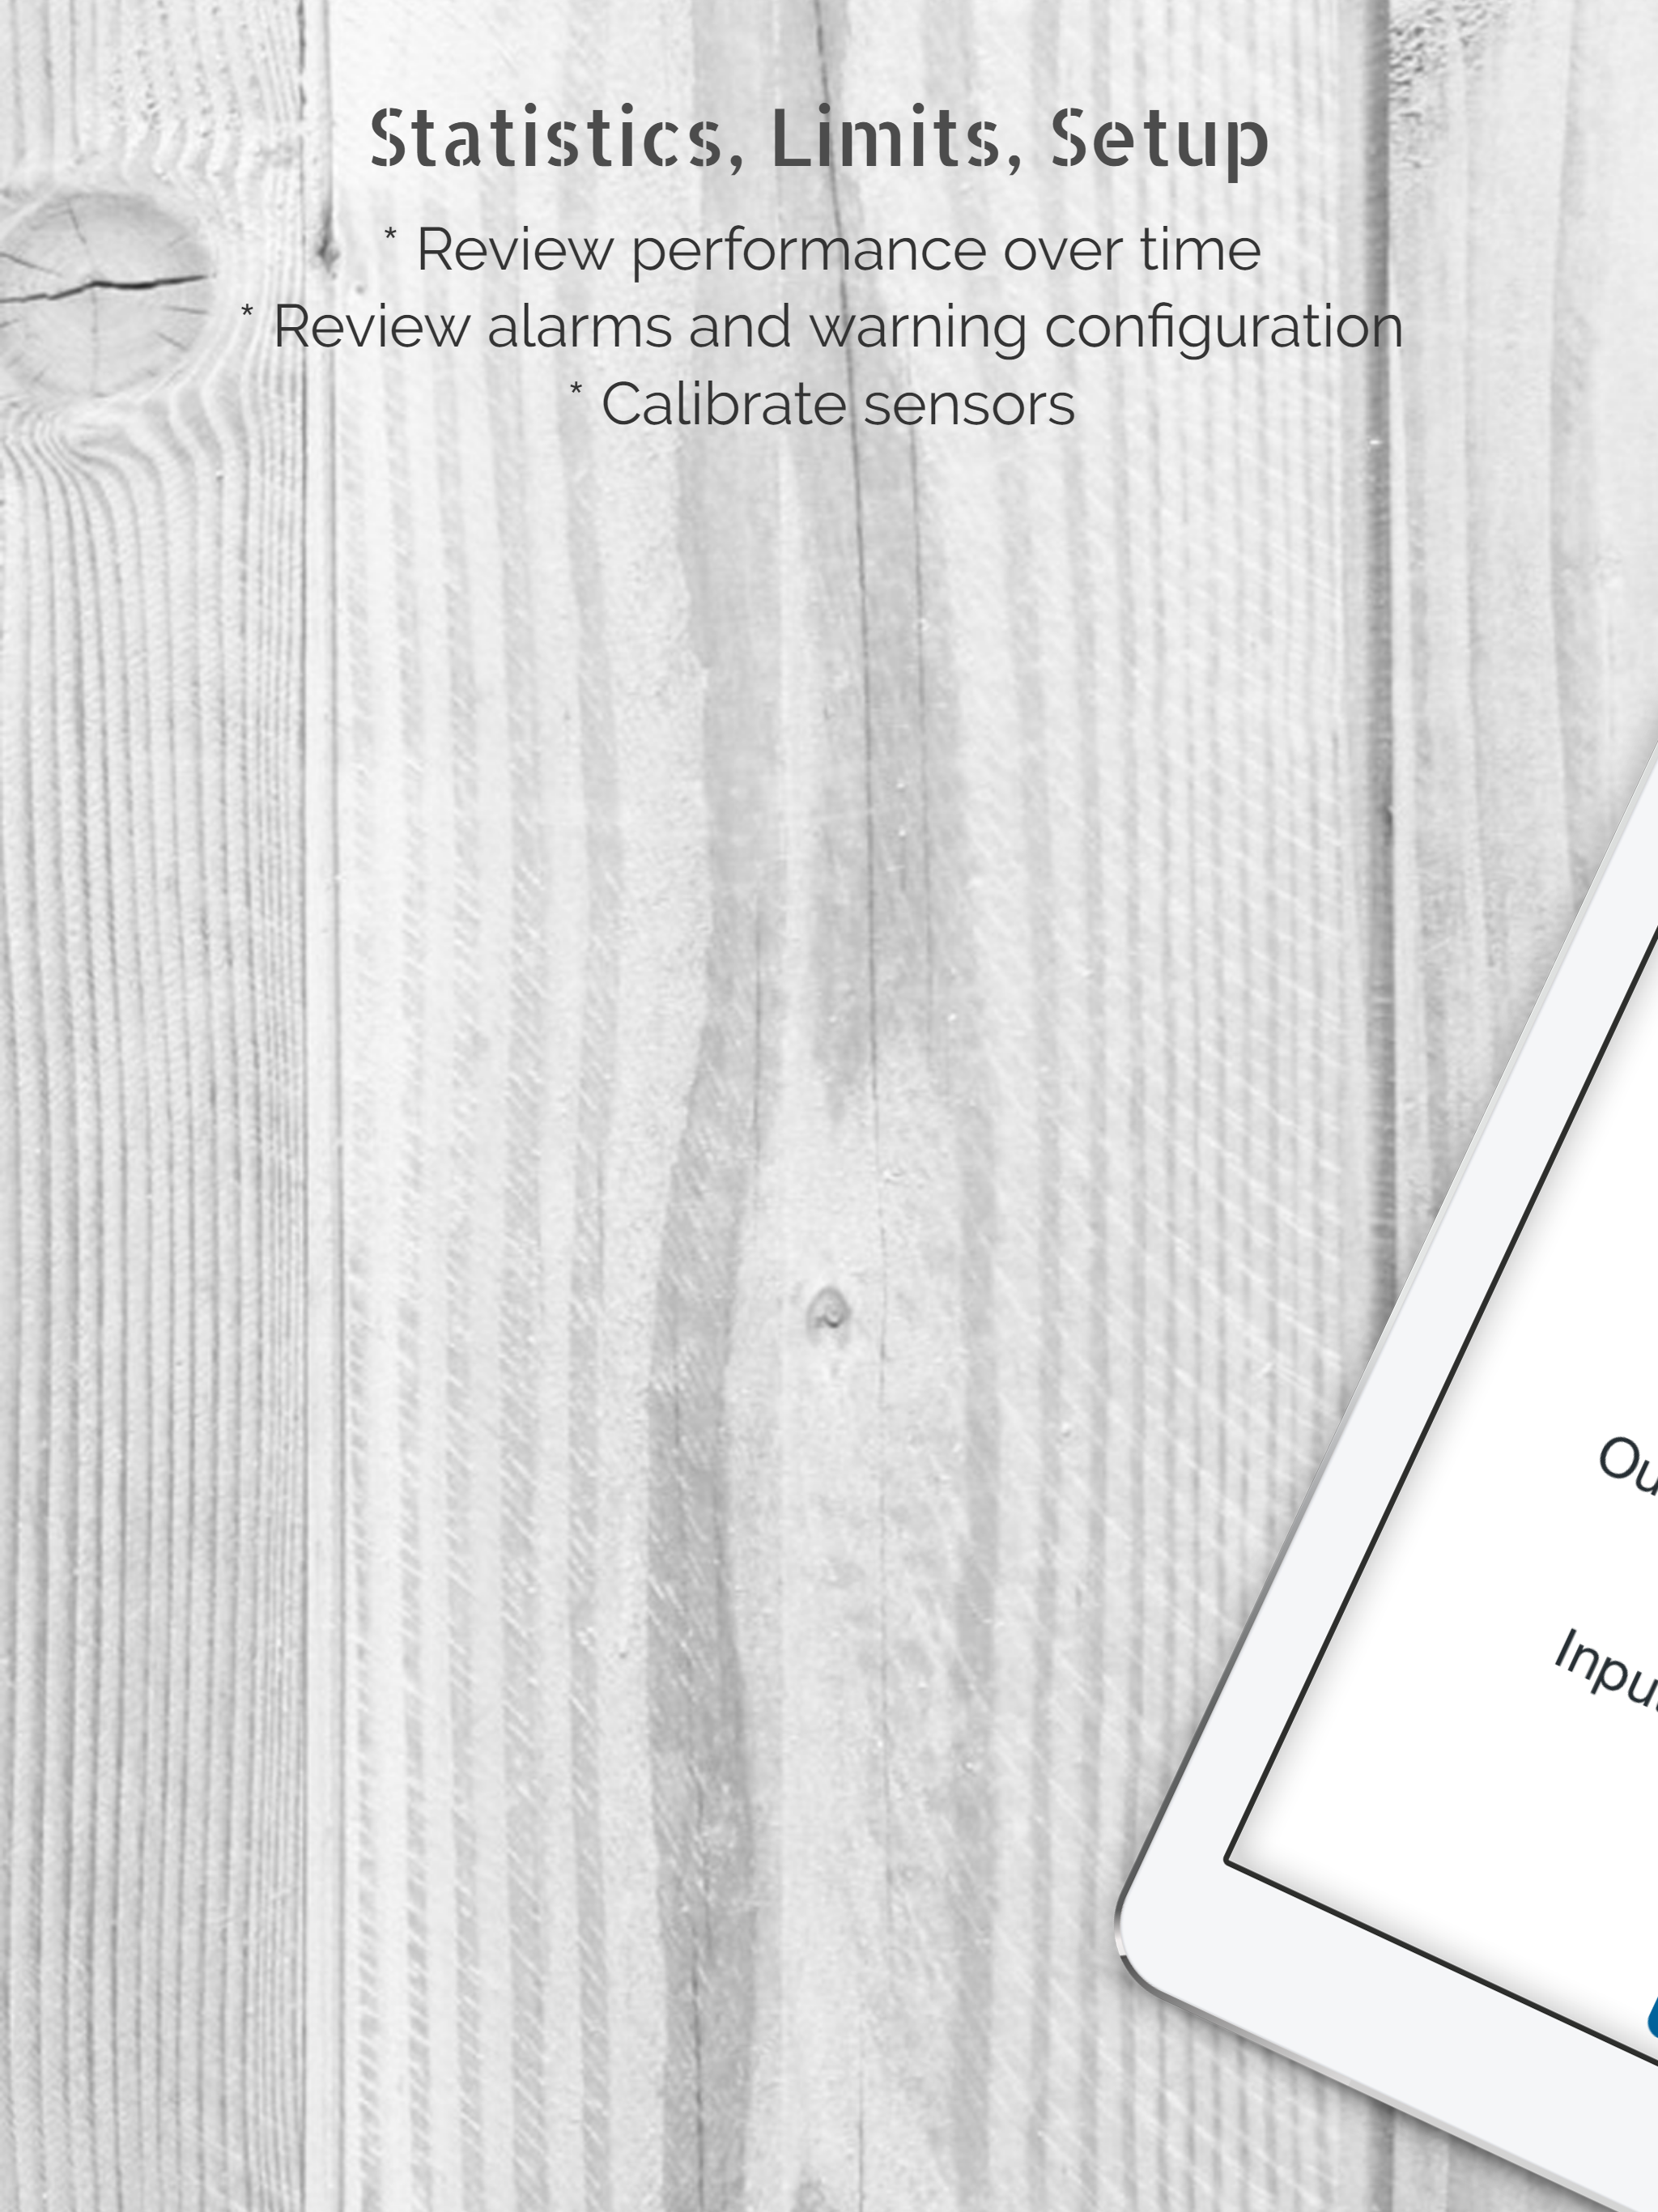 Statistics, Limits, Setup
* Review performance over time
* Review alarms and warning configuration
* Calibrate sensors